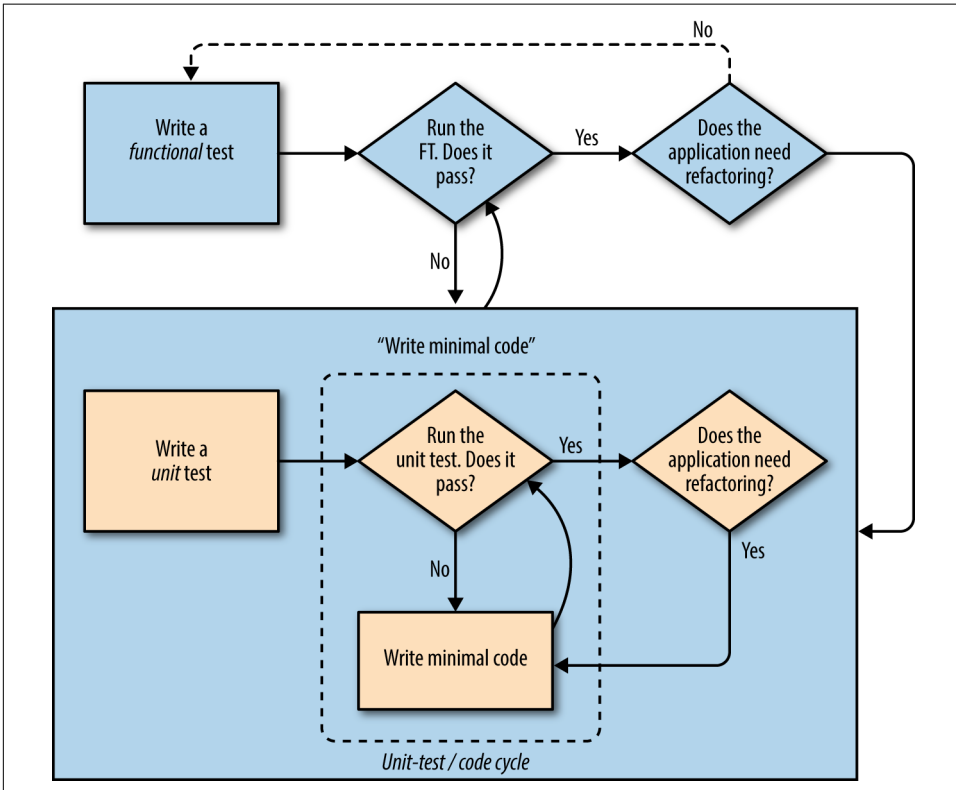 No
Write a
functional test
Run the
FT. Does it
pass?
Yes
Does the
application need
refactoring?
No
“Write minimal code”
Write a
unit test
Run the
unit test. Does it
pass?
Yes
Does the
application need
refactoring?
No
Yes
Write minimal code
Unit-test / code cycle